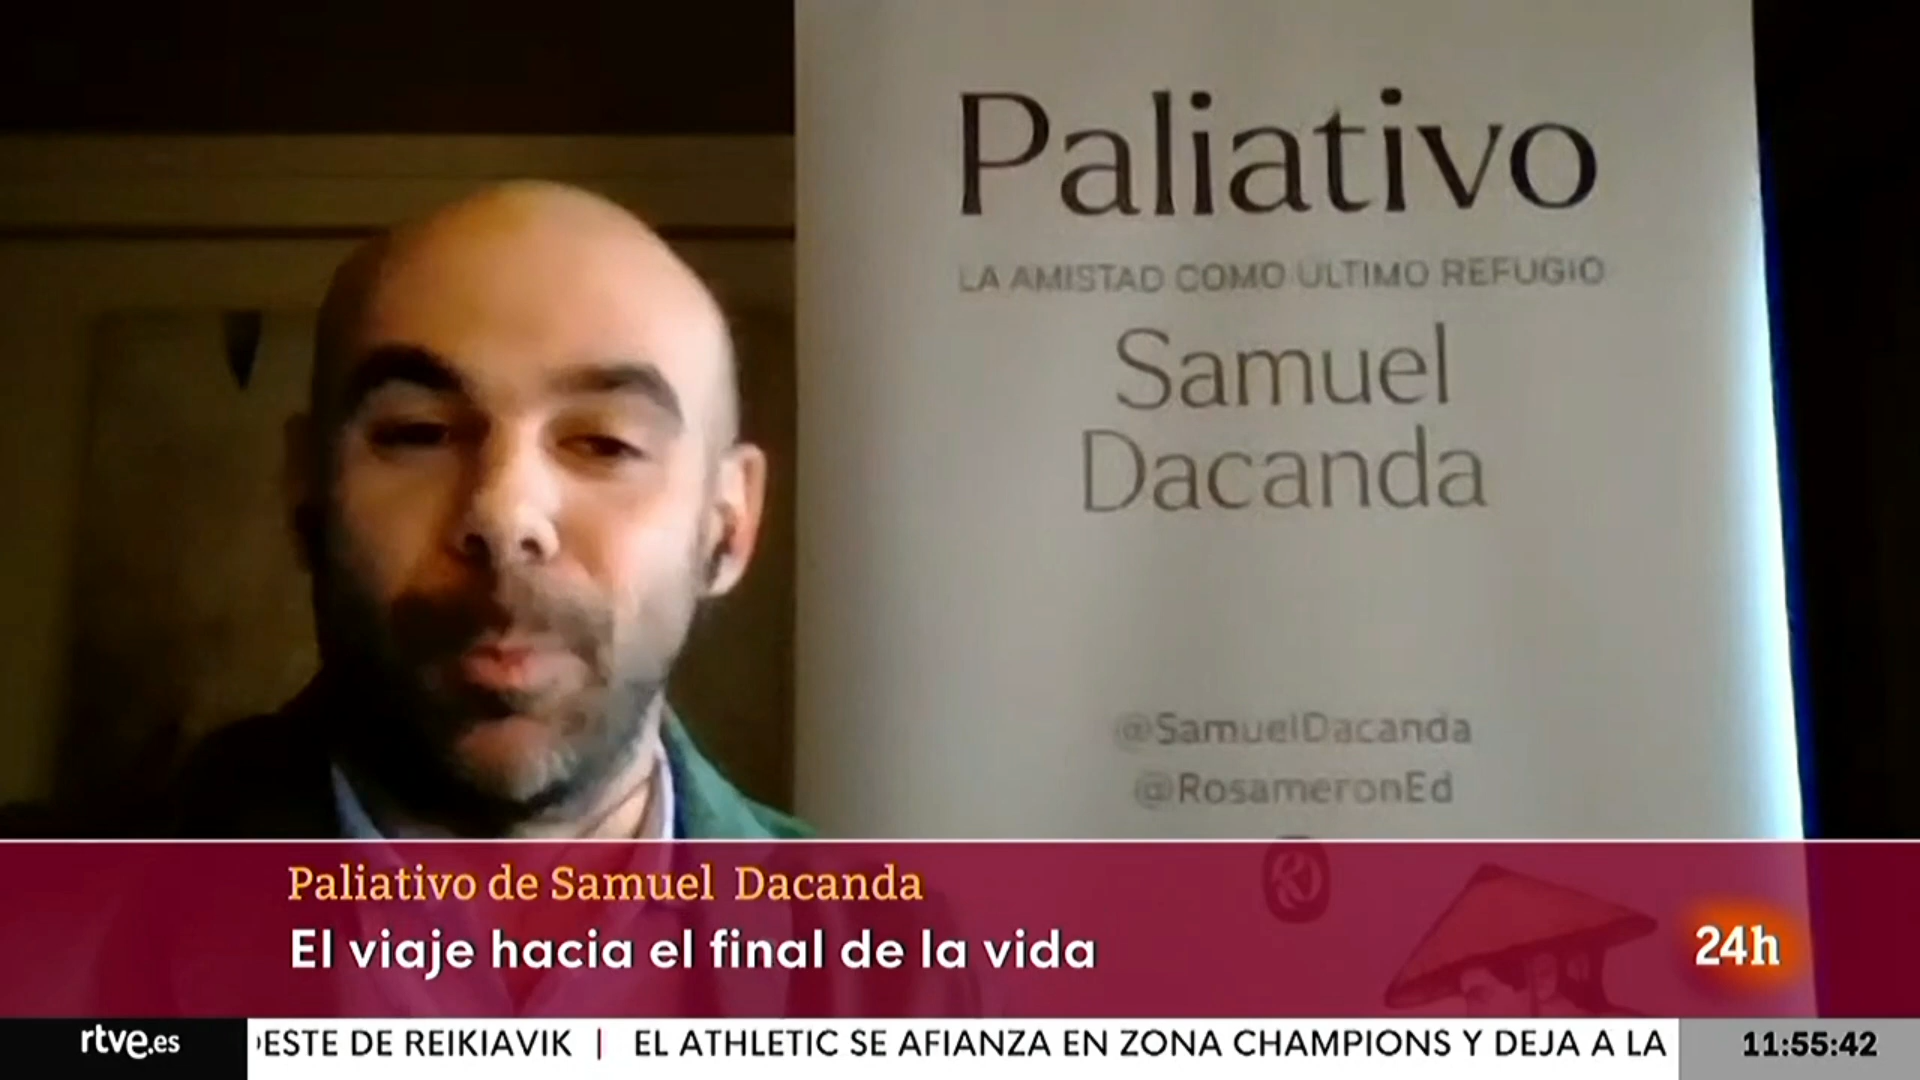 Paliativo
LA AMISTAD COMO ULTIMO REFUGIO
Samuel
Dacanda
@SamuelDacanda
@RosameronEd
Paliativo de Samuel Dacanda
El viaje hacia el final de la vida
24h
rtve.es
ESTE DE REIKIAVIK | EL ATHLETIC SE AFIANZA EN ZONA CHAMPIONS Y DEJA A LA
11:55:42